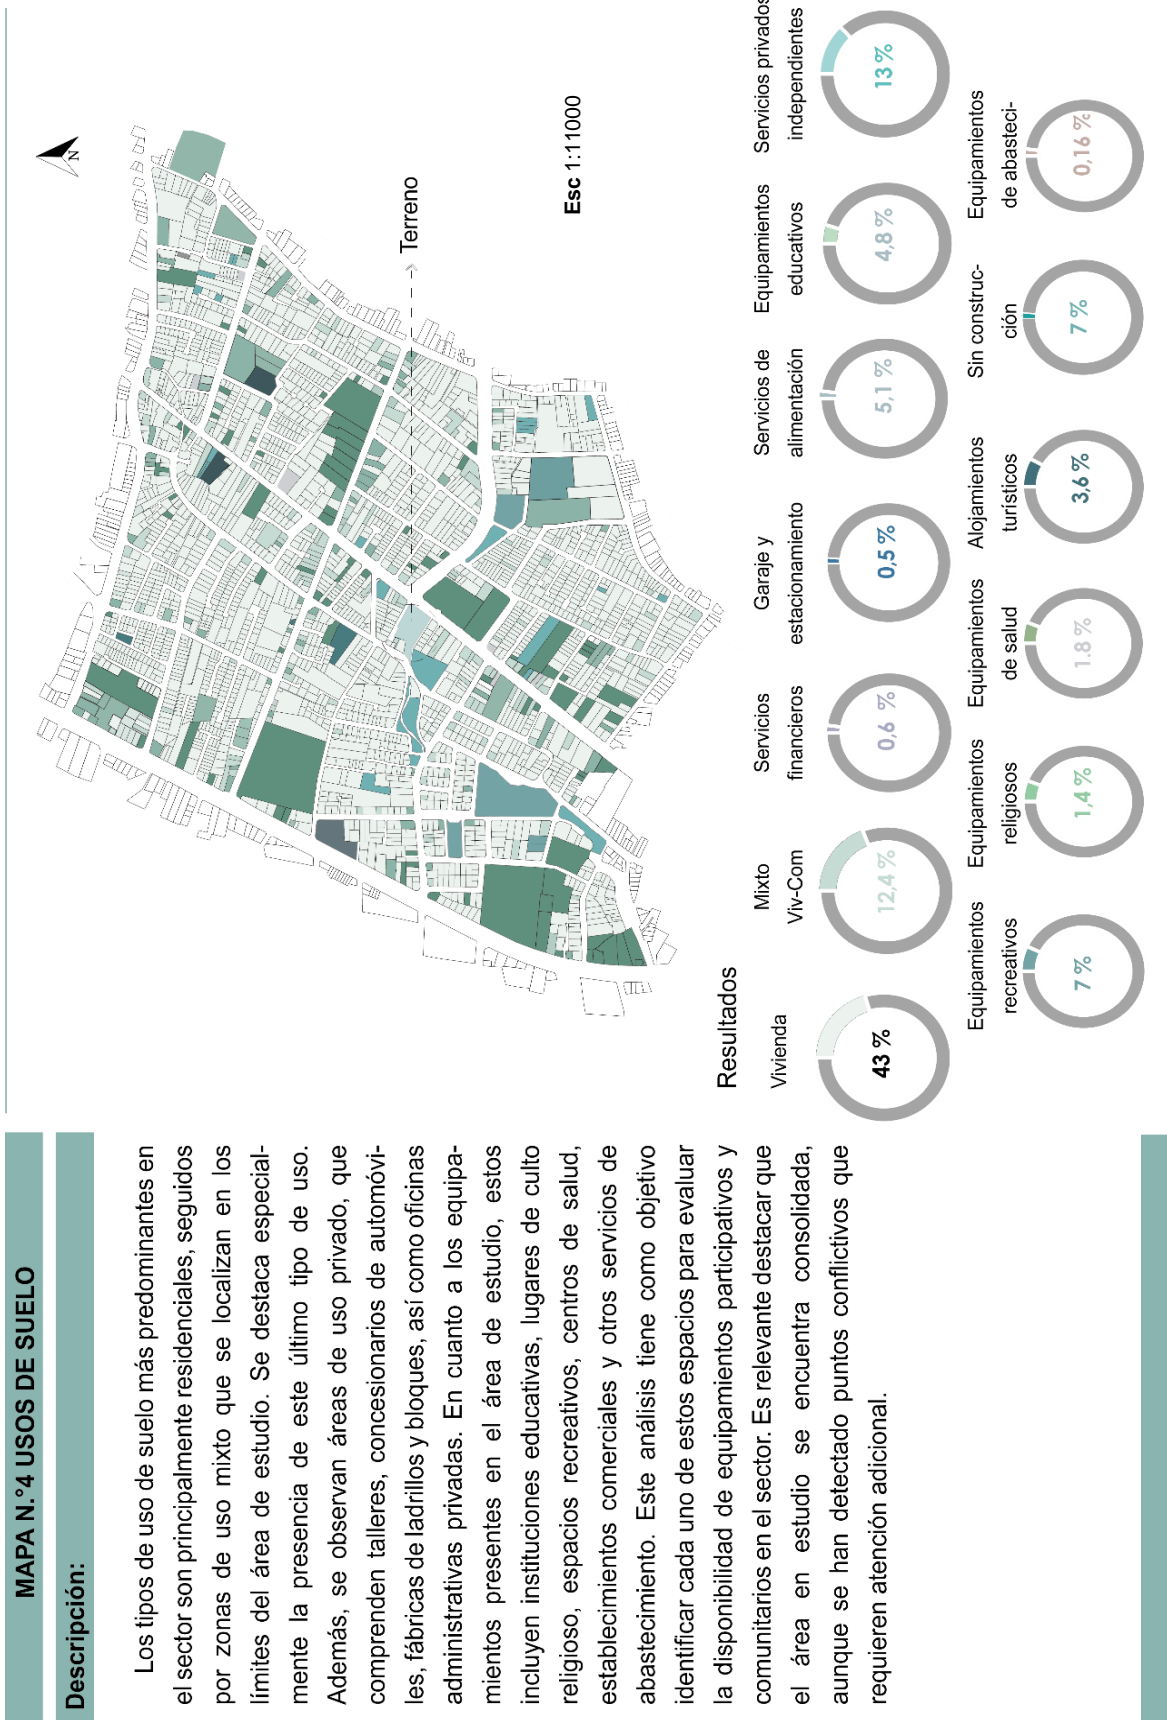 MAPA N.°4 USOS DE SUELO
Descripción:
Los tipos de uso de suelo más predominantes en
el sector son principalmente residenciales, seguidos
por zonas de uso mixto que se localizan en los
límites del área de estudio. Se destaca especial-
mente la presencia de este último tipo de uso.
Además, se observan áreas de uso privado, que
comprenden talleres, concesionarios de automóvi-
les, fábricas de ladrillos y bloques, así como oficinas
administrativas privadas. En cuanto a los equipa-
mientos presentes en el área de estudio, estos
incluyen instituciones educativas, lugares de culto
religioso, espacios recreativos, centros de salud,
establecimientos comerciales y otros servicios de
abastecimiento. Este análisis tiene como objetivo
identificar cada uno de estos espacios para evaluar
la disponibilidad de equipamientos participativos y
comunitarios en el sector. Es relevante destacar que
el área en estudio se encuentra consolidada,
aunque se han detectado puntos conflictivos que
requieren atención adicional.
N
Terreno
Esc 1:11000
Resultados
Vivienda
43 %
Mixto
Viv-Com
12,4 %
Servicios
financieros
0,6 %
Garaje y
estacionamiento
0,5 %
Servicios de
alimentación
5,1 %
Equipamientos
educativos
4,8 %
Servicios privados
independientes
13 %
Equipamientos
recreativos
7 %
Equipamientos
religiosos
1,4 %
Equipamientos
de salud
1.8 %
Alojamientos
turísticos
3,6 %
Sin construc-
ción
7 %
Equipamientos
de abasteci-
0,16 %